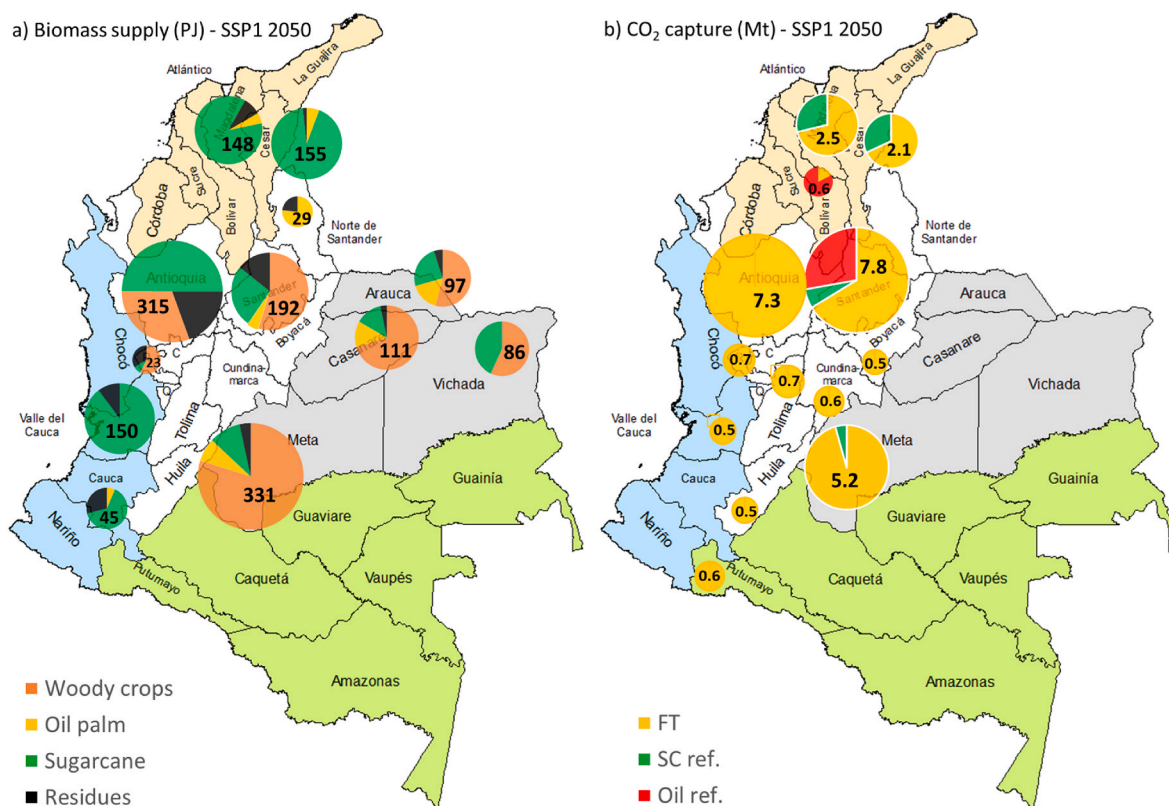 a) Biomass supply (PJ) - SSP1 2050
La Guajira
Atlántico
Magdalena
148
Cesar
155
Sucre
Córdoba
Bolívar
29
Norte de
Santander
Antioquia
315
Santander
192
97
Arauca
Boyacá
Chocó
23
C
Casanare
111
86
Cundina-
marca
Vichada
Q
Valle del
Cauca
150
Tolima
Meta
Huila
331
Cauca
45
Guainía
Nariño
Guaviare
Putumayo
Caquetá
Vaupés
Amazonas
Woody crops
Oil palm
Sugarcane
Residues
b) CO₂ capture (Mt) - SSP1 2050
La Guajira
Atlántico
2.5
Cesar
2.1
Sucre
0.6
Córdoba
Bolívar
Norte de
Santander
Antioquia
7.3
7.8
Santander
Arauca
Boyacá
Chocó
0.7
C
Casanare
0.5
0.7
Cundina-
marca
0.6
Vichada
Q
Valle del
Cauca
0.5
Tolima
Meta
Huila
5.2
Cauca
0.5
Guainía
Nariño
Guaviare
0.6
Putumayo
Caquetá
Vaupés
Amazonas
FT
SC ref.
Oil ref.